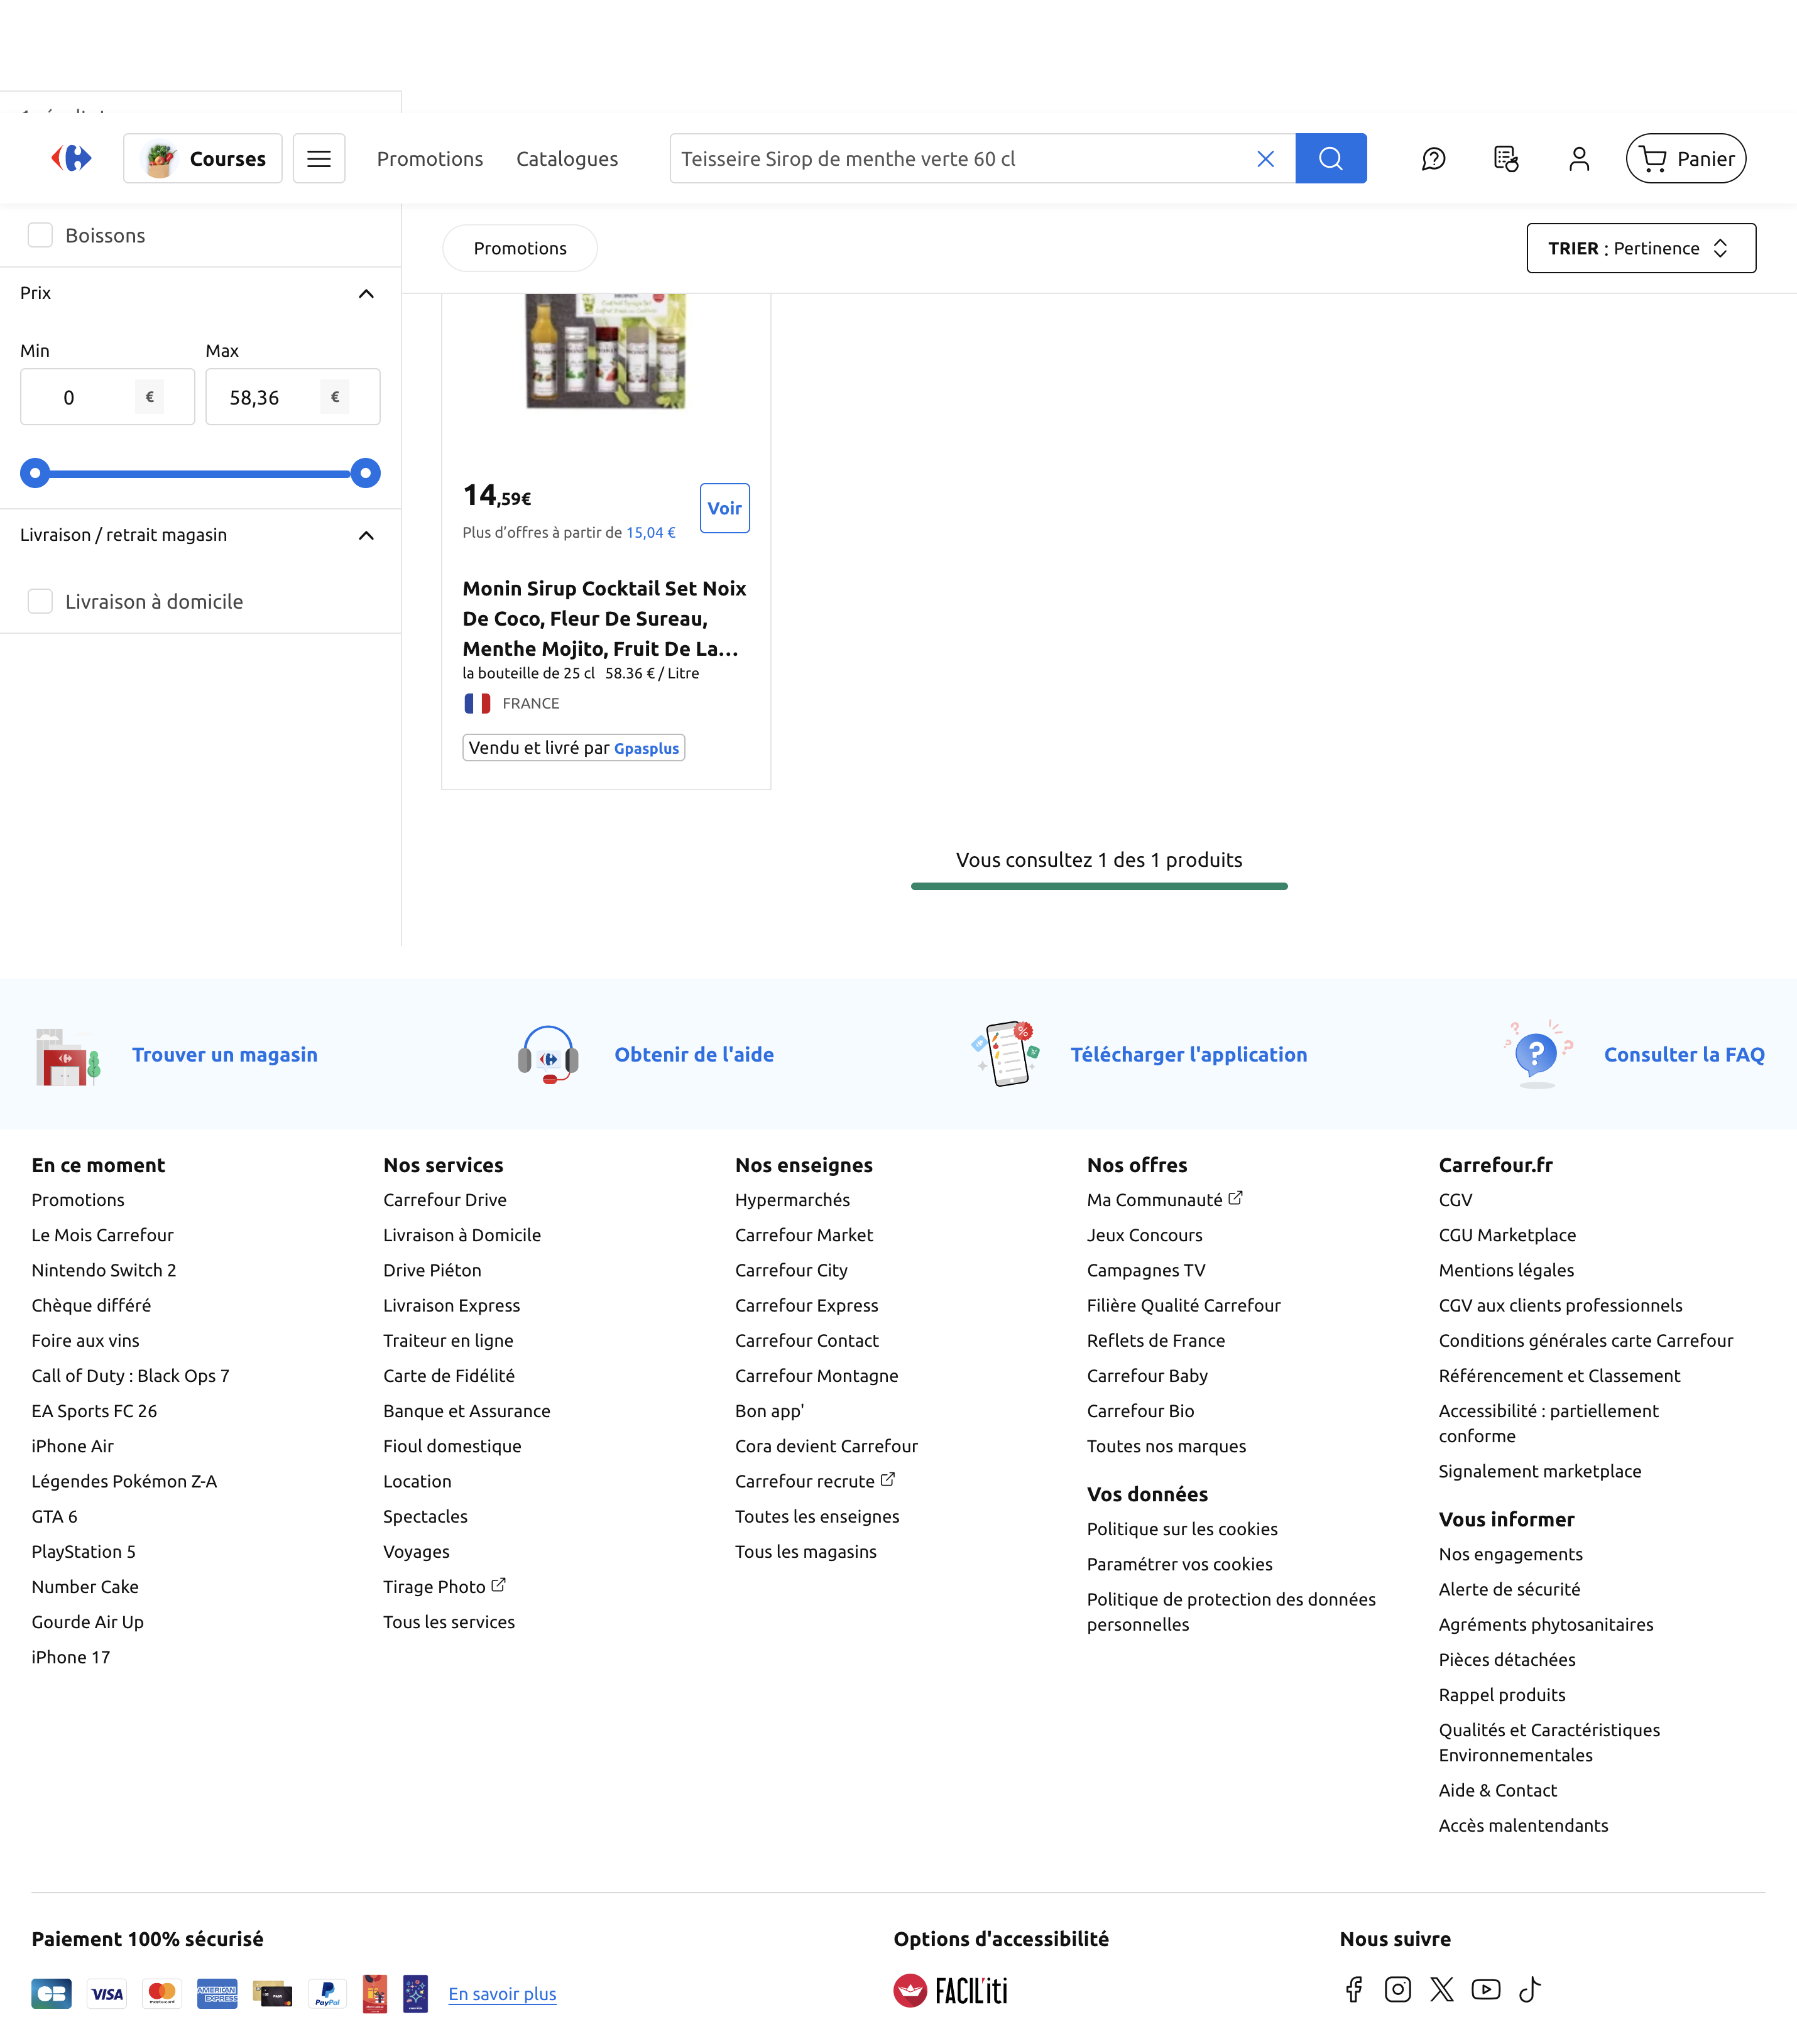 Courses
Promotions
Catalogues
Teisseire Sirop de menthe verte 60 cl
Panier
Boissons
Promotions
TRIER : Pertinence
Prix
Min
Max
0 €
58,36 €
Livraison / retrait magasin
Livraison à domicile
14,59€
Voir
Plus d’offres à partir de 15,04 €
Monin Sirup Cocktail Set Noix
De Coco, Fleur De Sureau,
Menthe Mojito, Fruit De La...
la bouteille de 25 cl 58.36 € / Litre
FRANCE
Vendu et livré par Gpasplus
Vous consultez 1 des 1 produits
Trouver un magasin
Obtenir de l'aide
Télécharger l'application
Consulter la FAQ
En ce moment
Promotions
Le Mois Carrefour
Nintendo Switch 2
Chèque différé
Foire aux vins
Call of Duty : Black Ops 7
EA Sports FC 26
iPhone Air
Légendes Pokémon Z-A
GTA 6
PlayStation 5
Number Cake
Gourde Air Up
iPhone 17
Nos services
Carrefour Drive
Livraison à Domicile
Drive Piéton
Livraison Express
Traiteur en ligne
Carte de Fidélité
Banque et Assurance
Fioul domestique
Location
Spectacles
Voyages
Tirage Photo
Tous les services
Nos enseignes
Hypermarchés
Carrefour Market
Carrefour City
Carrefour Express
Carrefour Contact
Carrefour Montagne
Bon app'
Cora devient Carrefour
Carrefour recrute
Toutes les enseignes
Tous les magasins
Nos offres
Ma Communauté
Jeux Concours
Campagnes TV
Filière Qualité Carrefour
Reflets de France
Carrefour Baby
Carrefour Bio
Toutes nos marques
Vos données
Politique sur les cookies
Paramétrer vos cookies
Politique de protection des données
personnelles
Carrefour.fr
CGV
CGU Marketplace
Mentions légales
CGV aux clients professionnels
Conditions générales carte Carrefour
Référencement et Classement
Accessibilité : partiellement
conforme
Signalement marketplace
Vous informer
Nos engagements
Alerte de sécurité
Agréments phytosanitaires
Pièces détachées
Rappel produits
Qualités et Caractéristiques
Environnementales
Aide & Contact
Accès malentendants
Paiement 100% sécurisé
CB
VISA
AMERICAN EXPRESS
PayPal
En savoir plus
Options d'accessibilité
FACIL'iti
Nous suivre